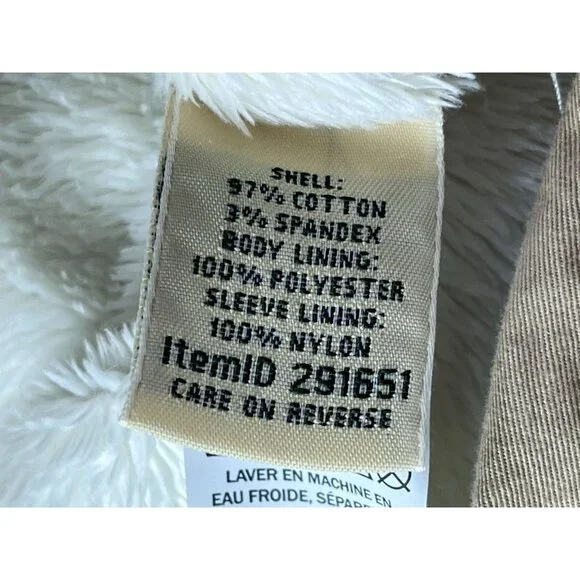 SHELL:
97% COTTON
3% SPANDEX
BODY LINING:
100% POLYESTER
SLEEVE LINING:
100% NYLON
ItemID 291651
CARE ON REVERSE
LAVER EN MACHINE EN
EAU FROIDE,